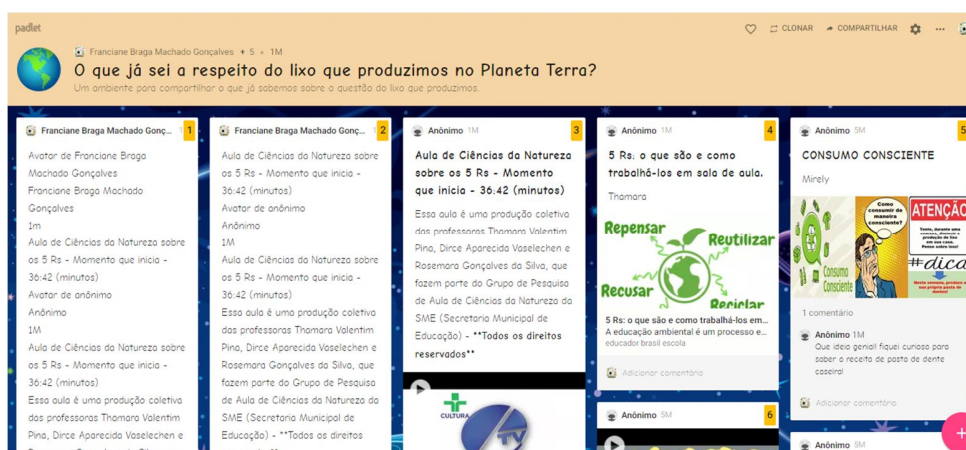 padlet
CLONAR
COMPARTILHAR
Franciane Braga Machado Gonçalves + 5 • 1M
O que já sei a respeito do lixo que produzimos no Planeta Terra?
Um ambiente para compartilhar o que já sabemos sobre a questão do lixo que produzimos.
Franciane Braga Machado Gonç...
1
Avatar de Franciane Braga
Machado Gonçalves
Franciane Braga Machado
Gonçalves
1m
Aula de Ciências da Natureza sobre
os 5 Rs - Momento que inicia -
36:42 (minutos)
Avatar de anônimo
Anônimo
1M
Aula de Ciências da Natureza sobre
os 5 Rs - Momento que inicia -
36:42 (minutos)
Essa aula é uma produção coletiva
das professoras Thamara Valentim
Pina, Dirce Aparecida Vaselechen e
Franciane Braga Machado Gonç...
2
Aula de Ciências da Natureza sobre
os 5 Rs - Momento que inicia -
36:42 (minutos)
Avatar de anônimo
Anônimo
1M
Aula de Ciências da Natureza sobre
os 5 Rs - Momento que inicia -
36:42 (minutos)
Essa aula é uma produção coletiva
das professoras Thamara Valentim
Pina, Dirce Aparecida Vaselechen e
Rosemara Gonçalves da Silva, que
fazem parte do Grupo de Pesquisa
de Aula de Ciências da Natureza da
SME (Secretaria Municipal de
Educação) - **Todos os direitos
Anônimo 1M
3
Aula de Ciências da Natureza
sobre os 5 Rs - Momento
que inicia - 36:42 (minutos)
Essa aula é uma produção coletiva
das professoras Thamara Valentim
Pina, Dirce Aparecida Vaselechen e
Rosemara Gonçalves da Silva, que
fazem parte do Grupo de Pesquisa
de Aula de Ciências da Natureza da
SME (Secretaria Municipal de
Educação) - **Todos os direitos
reservados**
CULTURA
TV
Anônimo 1M
4
5 Rs: o que são e como
trabalhá-los em sala de aula.
Thamara
Repensar
Reutilizar
Recusar
Reciclar
5 Rs: o que são e como trabalhá-los em...
A educação ambiental é um processo e...
educador brasil escola
Adicionar comentário
Anônimo 5M
6
Anônimo 5M
5
CONSUMO CONSCIENTE
Mirely
Consumo
Consciente
Como
consumir de
maneira
consciente?
ATENÇÃO
#dica
1 comentário
Anônimo 1M
Que ideia genial! fiquei curiosa para
saber a receita de pasta de dente
caseira!
Adicionar comentário
Anônimo 5M